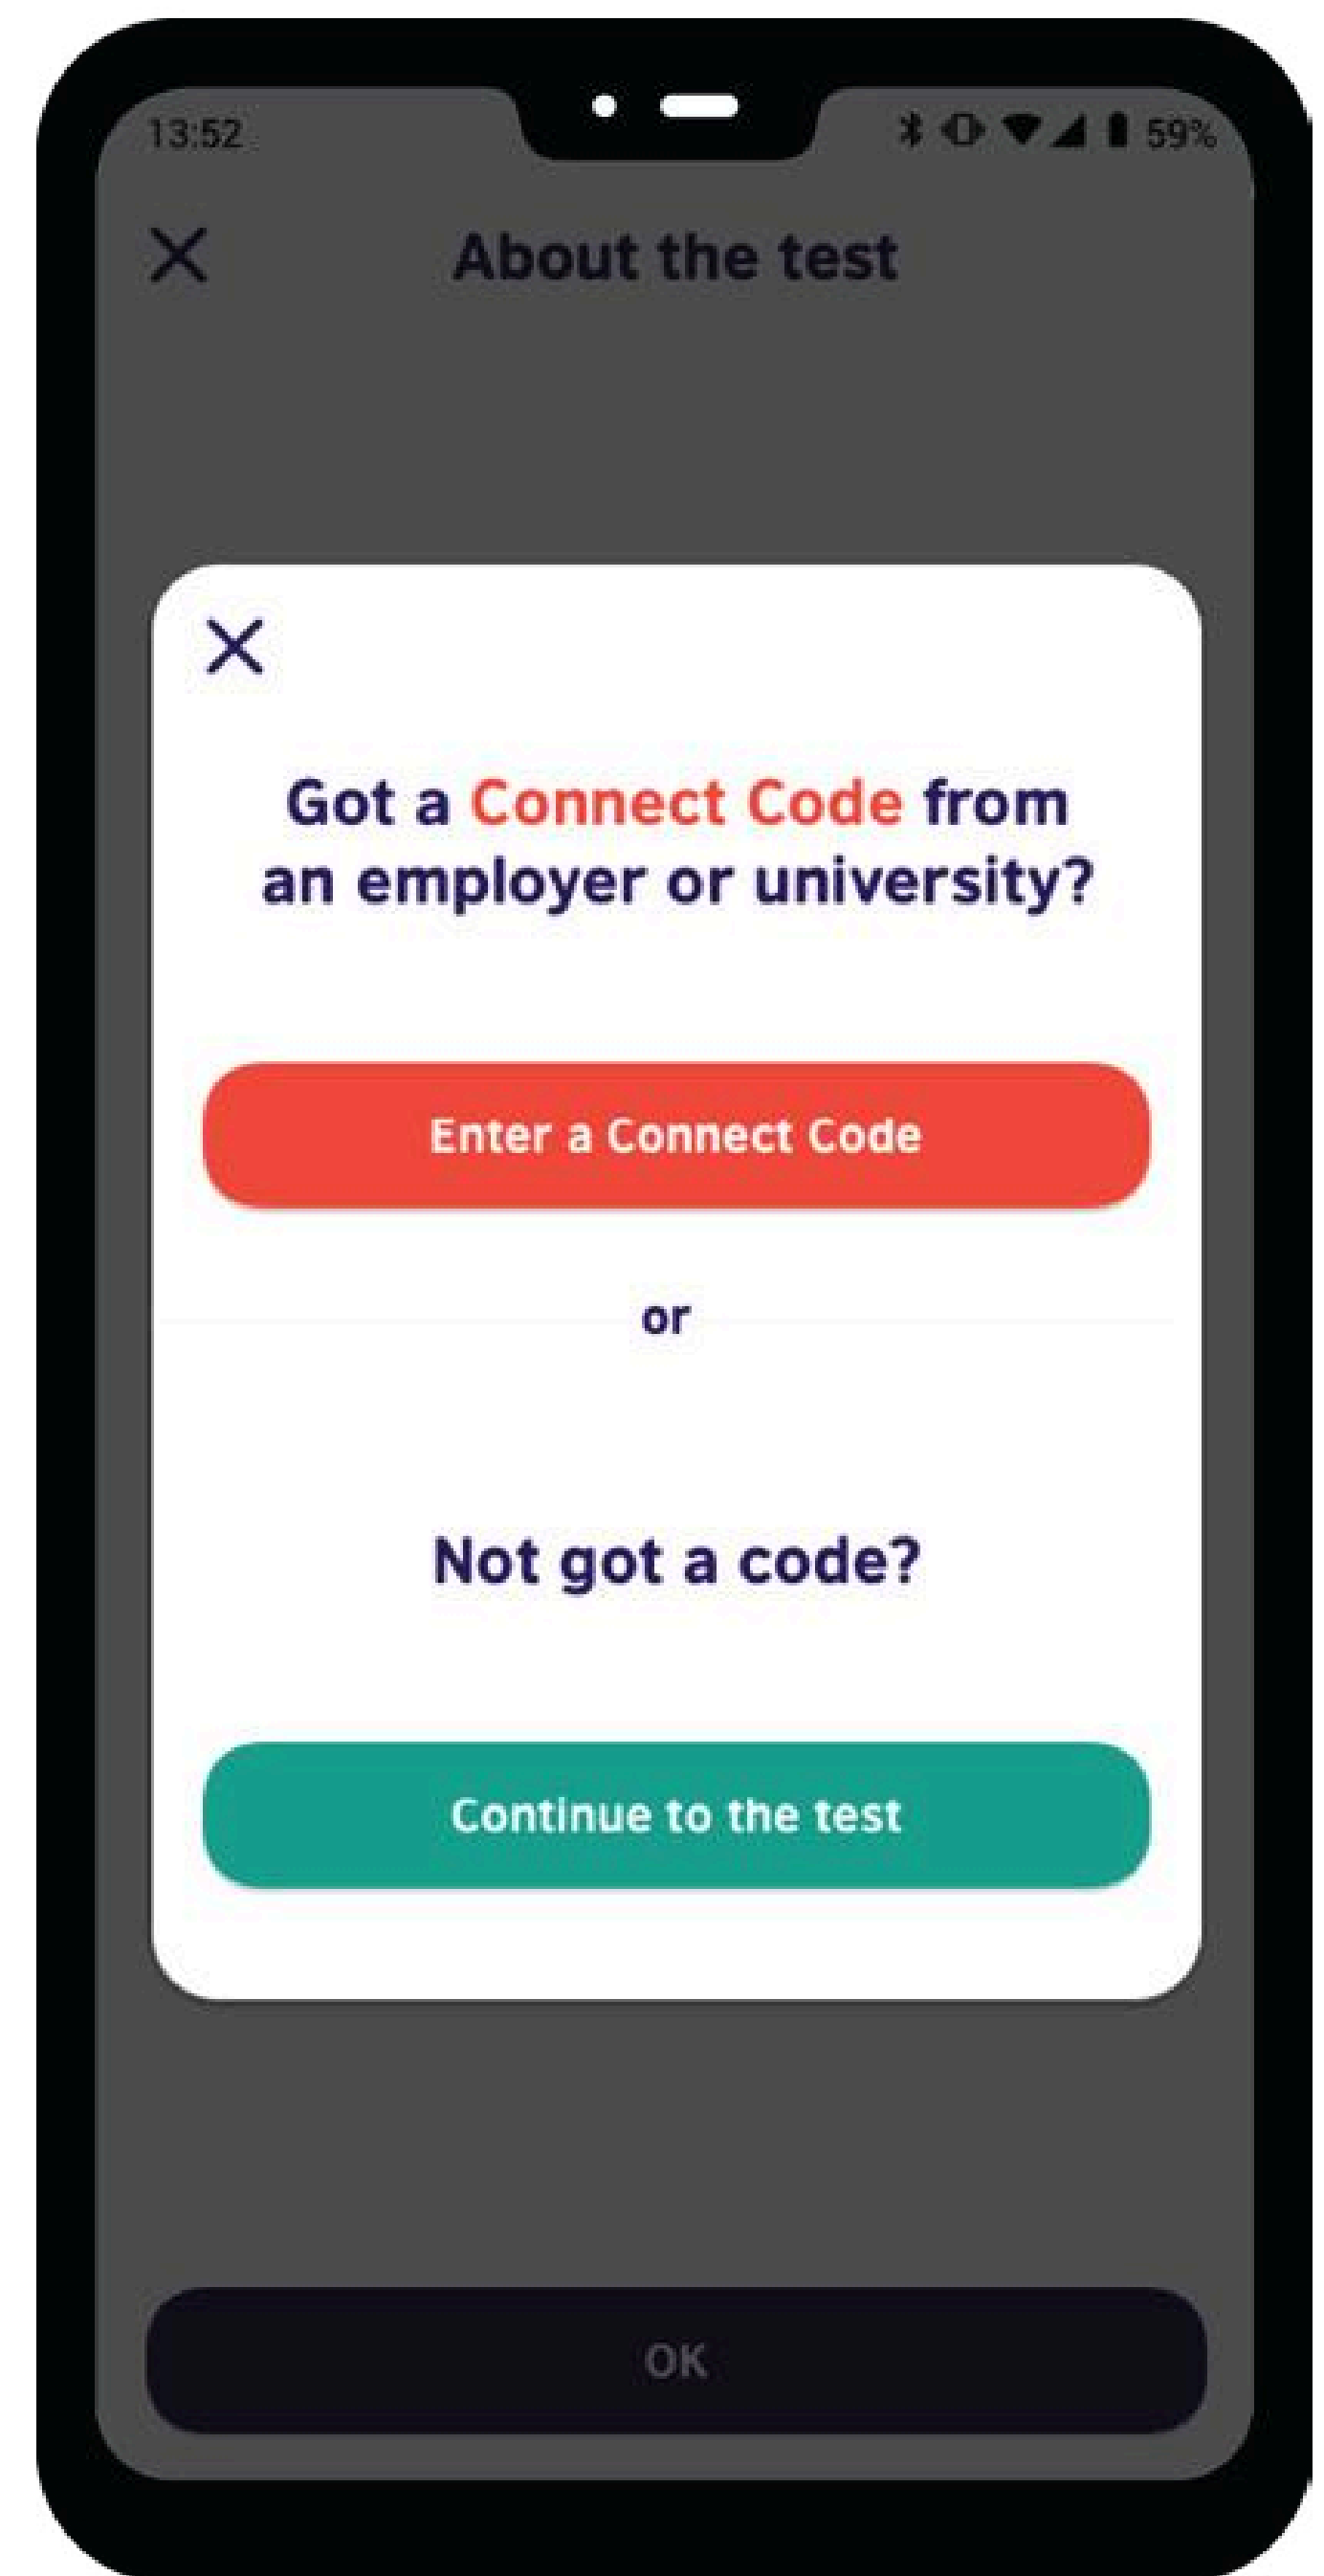 13:52 59%
About the test
Got a Connect Code from
an employer or university?
Enter a Connect Code
or
Not got a code?
Continue to the test
OK